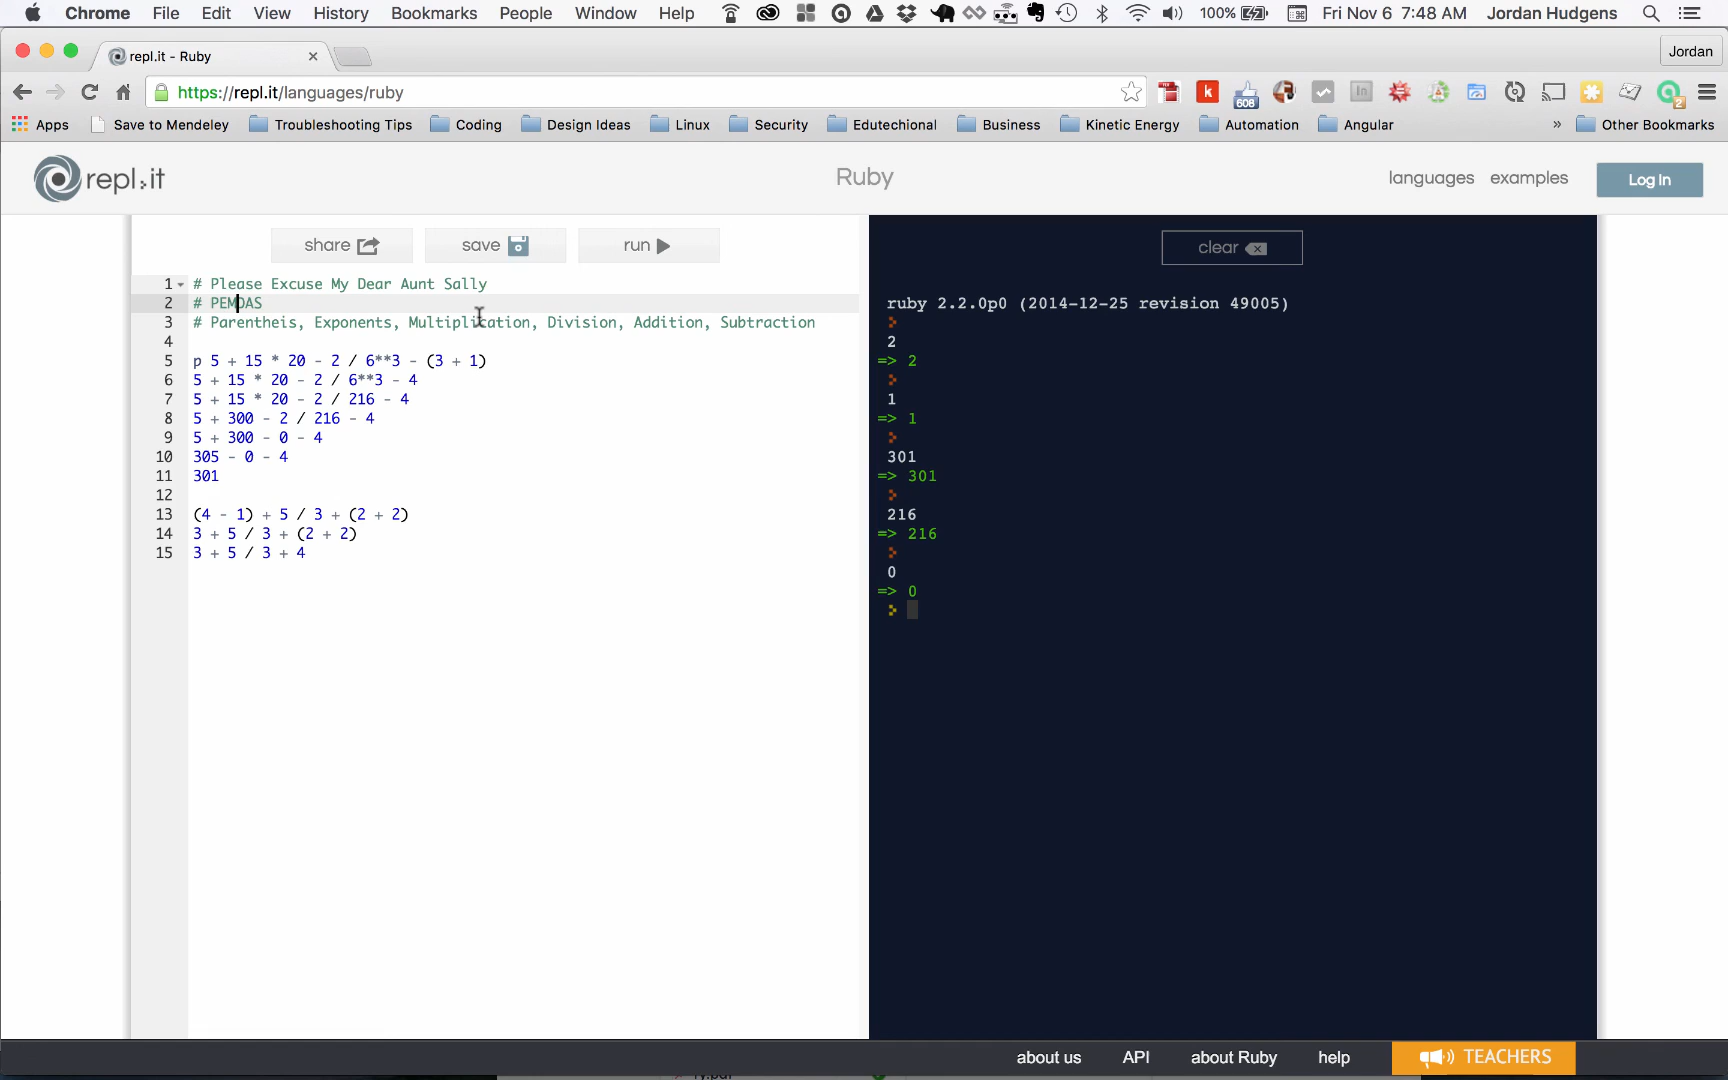 Chrome File Edit View History Bookmarks People Window Help 100% Fri Nov 6 7:48 AM Jordan Hudgens
repl.it - Ruby Jordan
https://repl.it/languages/ruby k 608 In 2
Apps Save to Mendeley Troubleshooting Tips Coding Design Ideas Linux Security Edutechional Business Kinetic Energy Automation Angular » Other Bookmarks
repl.it Ruby languages examples Log In
share save run
clear
1 # Please Excuse My Dear Aunt Sally
2 # PEMDAS
3 # Parentheis, Exponents, Multiplication, Division, Addition, Subtraction
4
5 p 5 + 15 * 20 - 2 / 6**3 - (3 + 1)
6 5 + 15 * 20 - 2 / 6**3 - 4
7 5 + 15 * 20 - 2 / 216 - 4
8 5 + 300 - 2 / 216 - 4
9 5 + 300 - 0 - 4
10 305 - 0 - 4
11 301
12
13 (4 - 1) + 5 / 3 + (2 + 2)
14 3 + 5 / 3 + (2 + 2)
15 3 + 5 / 3 + 4
ruby 2.2.0p0 (2014-12-25 revision 49005)
2
=> 2
1
=> 1
301
=> 301
216
=> 216
0
=> 0
about us API about Ruby help TEACHERS